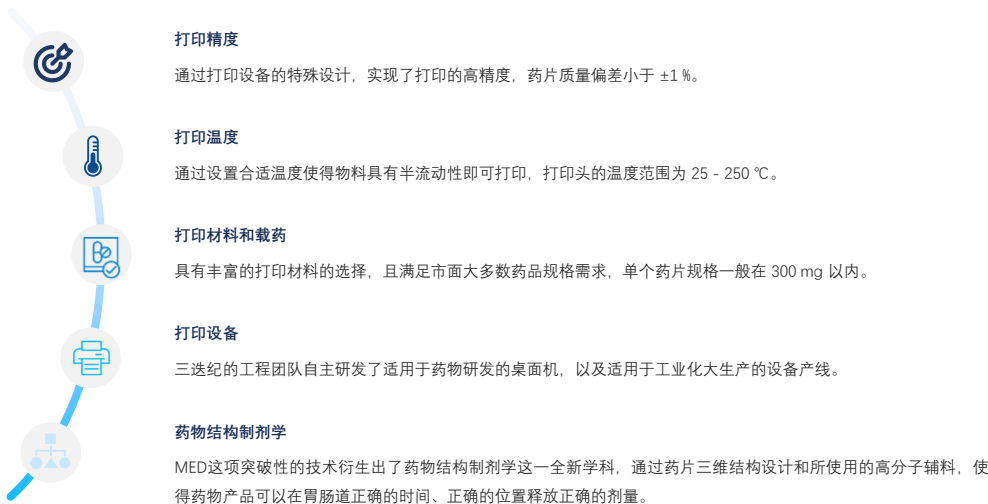 打印精度
通过打印设备的特殊设计，实现了打印的高精度，药片质量偏差小于 ±1 %。
打印温度
通过设置合适温度使得物料具有半流动性即可打印，打印头的温度范围为 25 - 250 ℃。
打印材料和载药
具有丰富的打印材料的选择，且满足市面大多数药品规格需求，单个药片规格一般在 300 mg 以内。
打印设备
三迭纪的工程团队自主研发了适用于药物研发的桌面机，以及适用于工业化大生产的设备产线。
药物结构制剂学
MED这项突破性的技术衍生出了药物结构制剂学这一全新学科，通过药片三维结构设计和所使用的高分子辅料，使
得药物产品可以在胃肠道正确的时间、正确的位置释放正确的剂量。